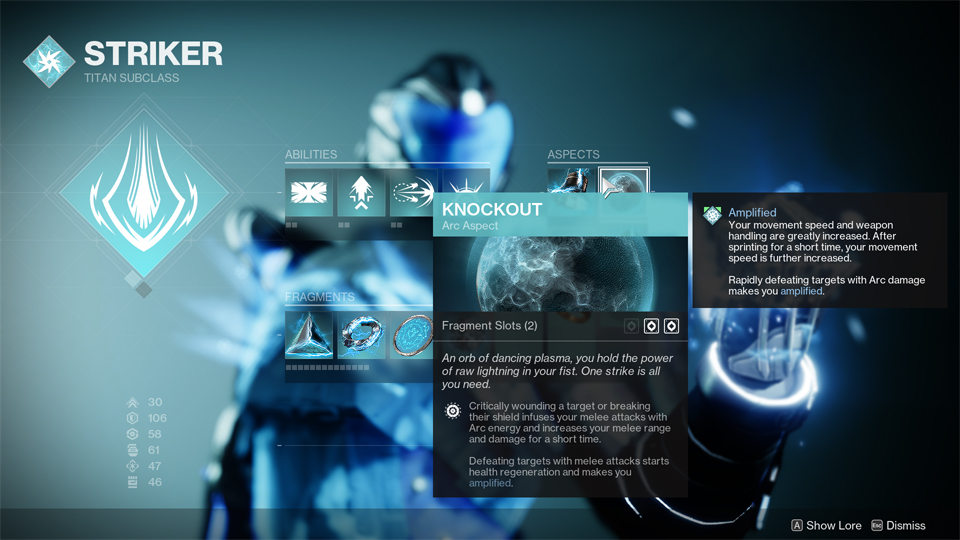 STRIKER
TITAN SUBCLASS
ABILITIES
ASPECTS
KNOCKOUT
Arc Aspect
Amplified
Your movement speed and weapon
handling are greatly increased. After
sprinting for a short time, your movement
speed is further increased.
Rapidly defeating targets with Arc damage
makes you amplified.
FRAGMENTS
Fragment Slots (2)
An orb of dancing plasma, you hold the power
of raw lightning in your fist. One strike is all
you need.
Critically wounding a target or breaking
their shield infuses your melee attacks with
Arc energy and increases your melee range
and damage for a short time.
Defeating targets with melee attacks starts
health regeneration and makes you
amplified.
30
106
58
61
47
46
A Show Lore Esc Dismiss